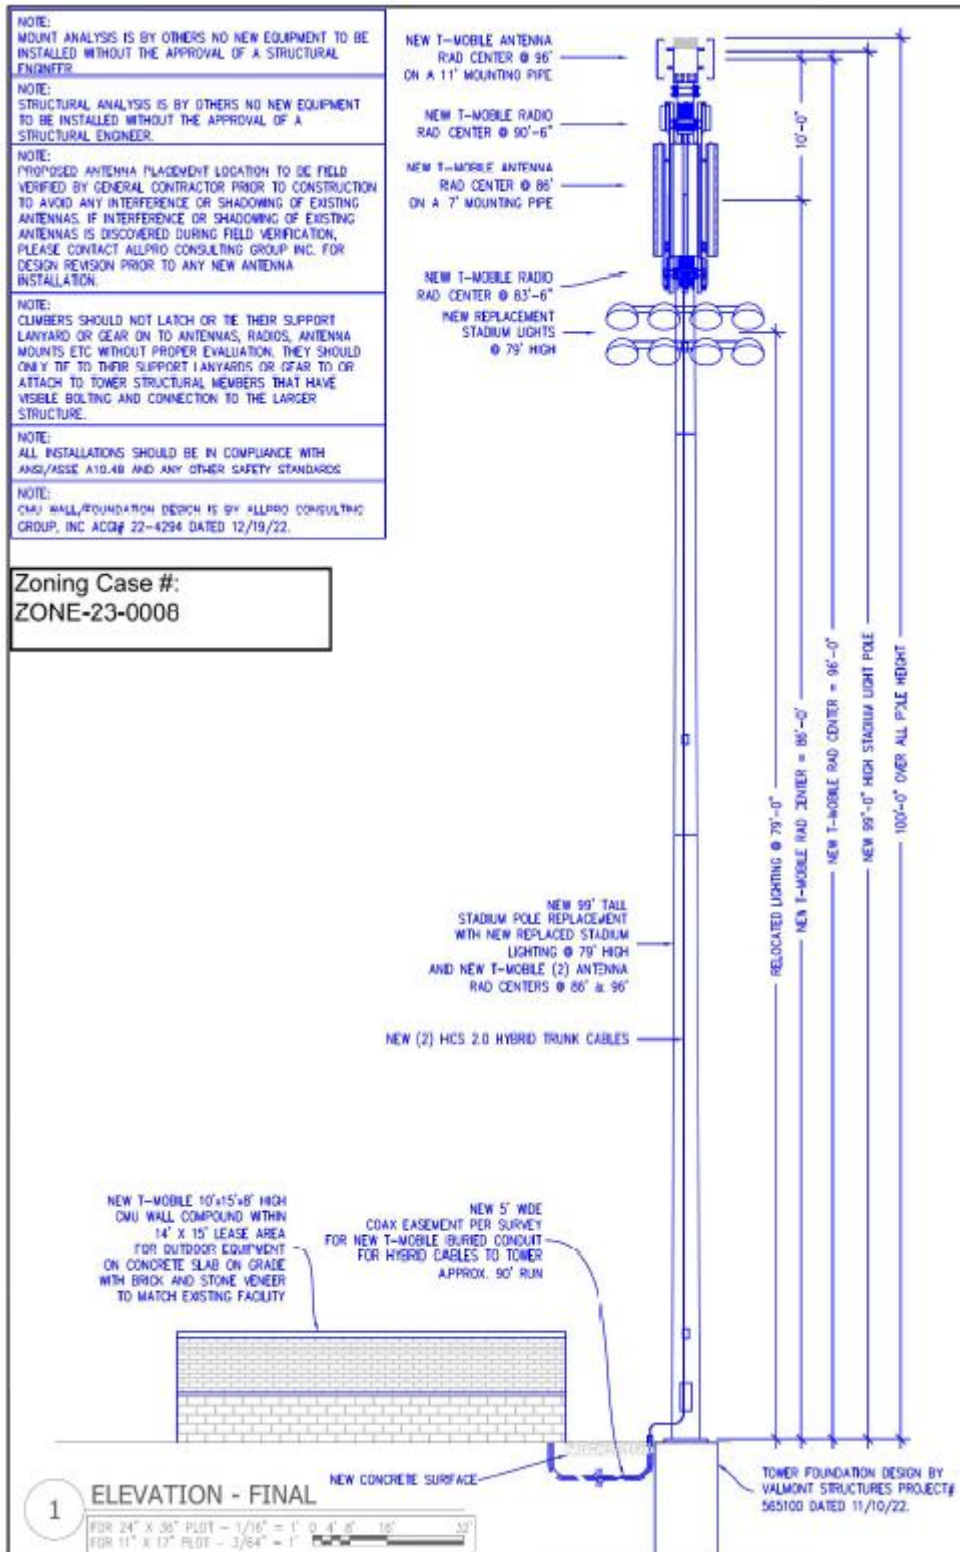 NOTE:
MOUNT ANALYSIS IS BY OTHERS NO NEW EQUIPMENT TO BE
INSTALLED WITHOUT THE APPROVAL OF A STRUCTURAL
ENGINEER
NOTE:
STRUCTURAL ANALYSIS IS BY OTHERS NO NEW EQUIPMENT
TO BE INSTALLED WITHOUT THE APPROVAL OF A
STRUCTURAL ENGINEER.
NOTE:
PROPOSED ANTENNA PLACEMENT LOCATION TO BE FIELD
VERIFIED BY GENERAL CONTRACTOR PRIOR TO CONSTRUCTION
TO AVOID ANY INTERFERENCE OR SHADOWING OF EXISTING
ANTENNAS. IF INTERFERENCE OR SHADOWING OF EXISTING
ANTENNAS IS DISCOVERED DURING FIELD VERIFICATION,
PLEASE CONTACT ALLPRO CONSULTING GROUP INC. FOR
DESIGN REVISION PRIOR TO ANY NEW ANTENNA
INSTALLATION.
NOTE:
CLIMBERS SHOULD NOT LATCH OR TIE THEIR SUPPORT
LANYARD OR GEAR ON TO ANTENNAS, RADIOS, ANTENNA
MOUNTS ETC WITHOUT PROPER EVALUATION. THEY SHOULD
ONLY TIE TO THEIR SUPPORT LANYARDS OR GEAR TO OR
ATTACH TO TOWER STRUCTURAL MEMBERS THAT HAVE
VISIBLE BOLTING AND CONNECTION TO THE LARGER
STRUCTURE.
NOTE:
ALL INSTALLATIONS SHOULD BE IN COMPLIANCE WITH
ANSI/ASSE A10.48 AND ANY OTHER SAFETY STANDARDS
NOTE:
CMU WALL/FOUNDATION DESIGN IS BY ALLPRO CONSULTING
GROUP, INC ACGI# 22-4294 DATED 12/19/22.
Zoning Case #:
ZONE-23-0008
NEW T-MOBILE ANTENNA
RAD CENTER @ 96'
ON A 11' MOUNTING PIPE
NEW T-MOBILE RADIO
RAD CENTER @ 90'-6"
NEW T-MOBILE ANTENNA
RAD CENTER @ 86'
ON A 7' MOUNTING PIPE
NEW T-MOBILE RADIO
RAD CENTER @ 83'-6"
NEW REPLACEMENT
STADIUM LIGHTS
@ 79' HIGH
10'-0"
RELOCATED LIGHTING @ 79'-0"
NEW T-MOBILE RAD CENTER = 86'-0"
NEW T-MOBILE RAD CENTER = 96'-0"
NEW 99'-0" HIGH STADIUM LIGHT POLE
100'-0" OVER ALL POLE HEIGHT
NEW 99' TALL
STADIUM POLE REPLACEMENT
WITH NEW REPLACED STADIUM
LIGHTING @ 79' HIGH
AND NEW T-MOBILE (2) ANTENNA
RAD CENTERS @ 86' & 96'
NEW (2) HCS 2.0 HYBRID TRUNK CABLES
NEW T-MOBILE 10'x15'x8' HIGH
CMU WALL COMPOUND WITHIN
14' X 15' LEASE AREA
FOR OUTDOOR EQUIPMENT
ON CONCRETE SLAB ON GRADE
WITH BRICK AND STONE VENEER
TO MATCH EXISTING FACILITY
NEW 5' WIDE
COAX EASEMENT PER SURVEY
FOR NEW T-MOBILE BURIED CONDUIT
FOR HYBRID CABLES TO TOWER
APPROX. 90' RUN
NEW CONCRETE SURFACE
TOWER FOUNDATION DESIGN BY
VALMONT STRUCTURES PROJECT#
565100 DATED 11/10/22.
1
ELEVATION - FINAL
FOR 24" X 36" PLOT - 1/16" = 1'
FOR 11" X 17" PLOT - 3/64" = 1'
0 4' 8' 16' 32'